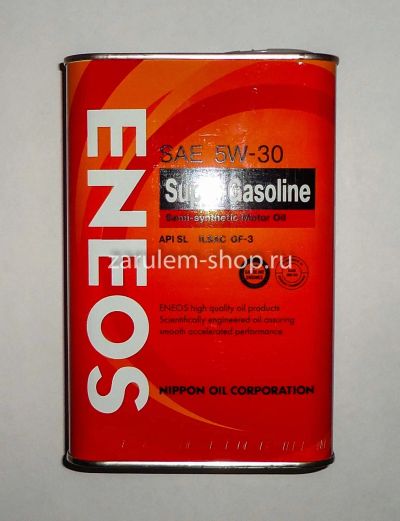 ENEOS
SAE 5W-30
Super Gasoline
Semi-synthetic Motor Oil
API SL ILSAC GF-3
zarulem-shop.ru
ENEOS high quality oil products
Scientifically engineered oil assuring
smooth accelerated performance.
NIPPON OIL CORPORATION